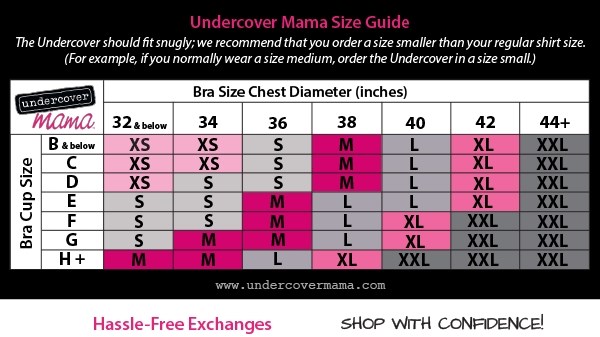 Undercover Mama Size Guide
The Undercover should fit snugly; we recommend that you order a size smaller than your regular shirt size.
(For example, if you normally wear a size medium, order the Undercover in a size small.)
undercover
mama.
Bra Size Chest Diameter (inches)
32 & below 34 36 38 40 42 44+
Bra Cup Size
B & below XS XS S M L XL XXL
C XS XS S M L XL XXL
D XS S S M L XL XXL
E S S M L L XL XXL
F S S M L XL XXL XXL
G S M M L XL XXL XXL
H + M M L XL XXL XXL XXL
www.undercovermama.com
Hassle-Free Exchanges SHOP WITH CONFIDENCE!